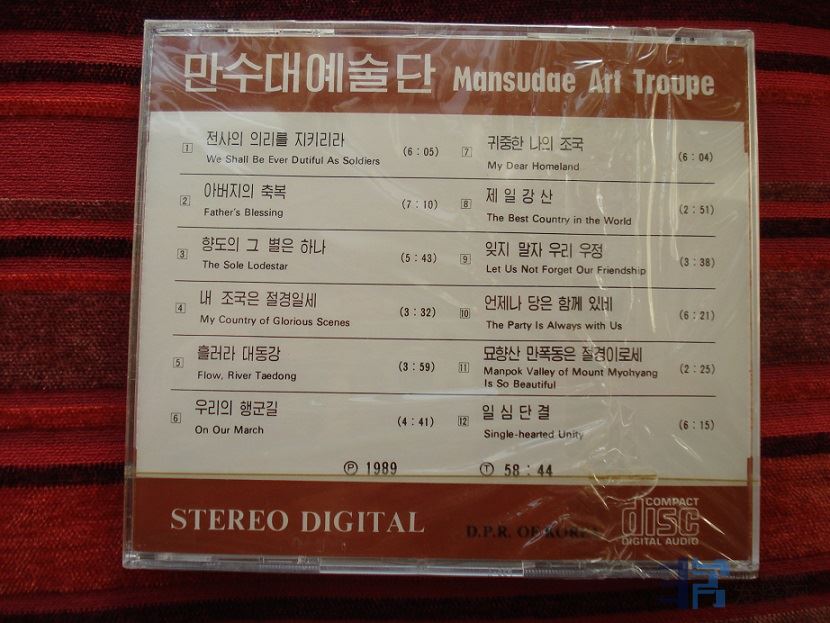 만수대예술단 Mansudae Art Troupe
1 전사의 의리를 지키리라
We Shall Be Ever Dutiful As Soldiers (6:05)
2 아버지의 축복
Father's Blessing (7:10)
3 향도의 그 별은 하나
The Sole Lodestar (5:43)
4 내 조국은 절경일세
My Country of Glorious Scenes (3:32)
5 흘러라 대동강
Flow, River Taedong (3:59)
6 우리의 행군길
On Our March (4:41)
7 귀중한 나의 조국
My Dear Homeland (6:04)
8 제일강산
The Best Country in the World (2:51)
9 잊지 말자 우리 우정
Let Us Not Forget Our Friendship (3:38)
10 언제나 당은 함께 있네
The Party Is Always with Us (6:21)
11 묘향산 만폭동은 절경이로세
Manpok Valley of Mount Myohyang
Is So Beautiful (2:25)
12 일심단결
Single-hearted Unity (6:15)
Ⓟ 1989 Ⓣ 58:44
STEREO DIGITAL D.P.R. OF KOREA
COMPACT
disc
DIGITAL AUDIO